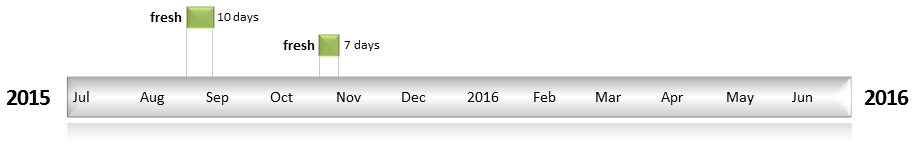 fresh 10 days
fresh 7 days
2015 Jul Aug Sep Oct Nov Dec 2016 Feb Mar Apr May Jun 2016